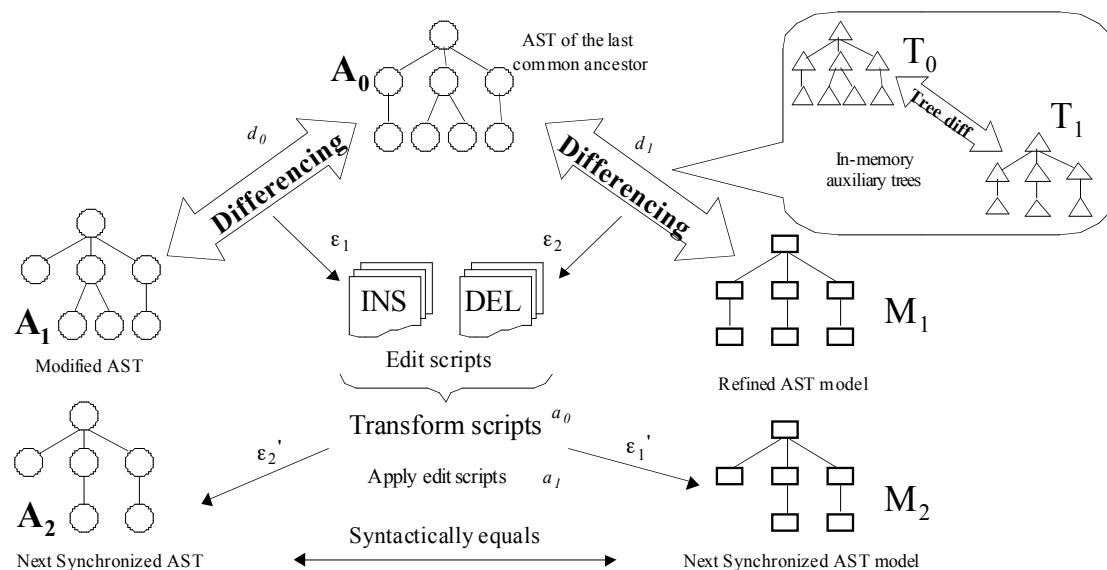 AST of the last
common ancestor
A0
T0
Tree diff
T1
In-memory
auxiliary trees
d0
Differencing
d1
Differencing
ε1
ε2
INS
DEL
A1
Modified AST
Edit scripts
M1
Refined AST model
Transform scripts a0
ε2'
ε1'
Apply edit scripts a1
A2
M2
Syntactically equals
Next Synchronized AST
Next Synchronized AST model